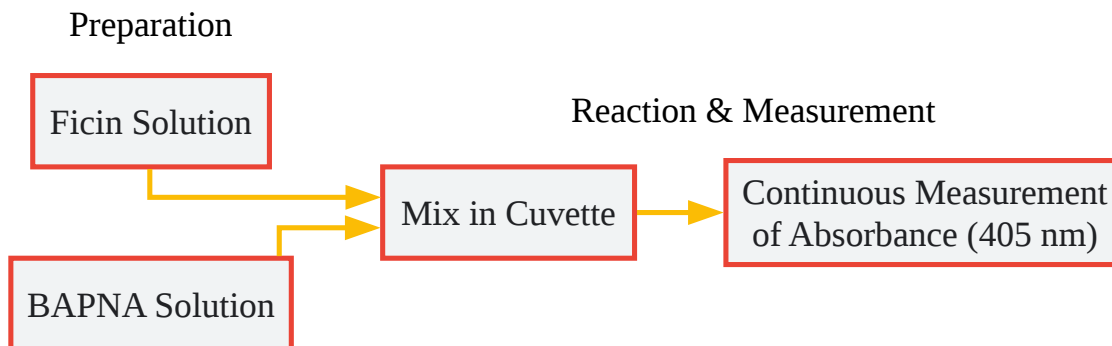 Preparation
Ficin Solution
BAPNA Solution
Reaction & Measurement
Mix in Cuvette
Continuous Measurement
of Absorbance (405 nm)